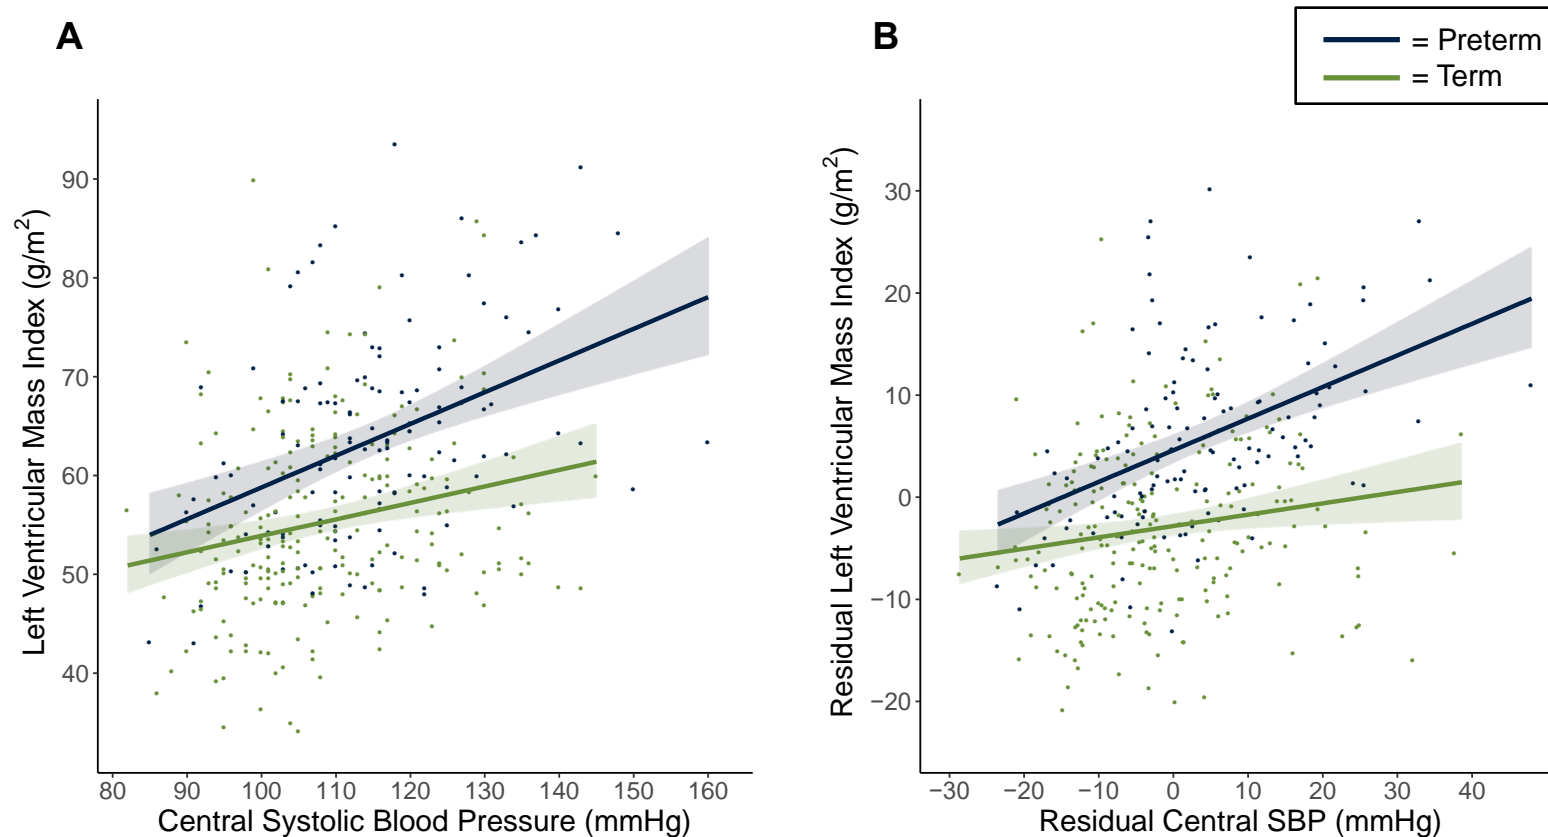 A
B
= Preterm
= Term
Left Ventricular Mass Index (g/m²)
90
80
70
60
50
40
80 90 100 110 120 130 140 150 160
Central Systolic Blood Pressure (mmHg)
Residual Left Ventricular Mass Index (g/m²)
30
20
10
0
−10
−20
−30 −20 −10 0 10 20 30 40
Residual Central SBP (mmHg)